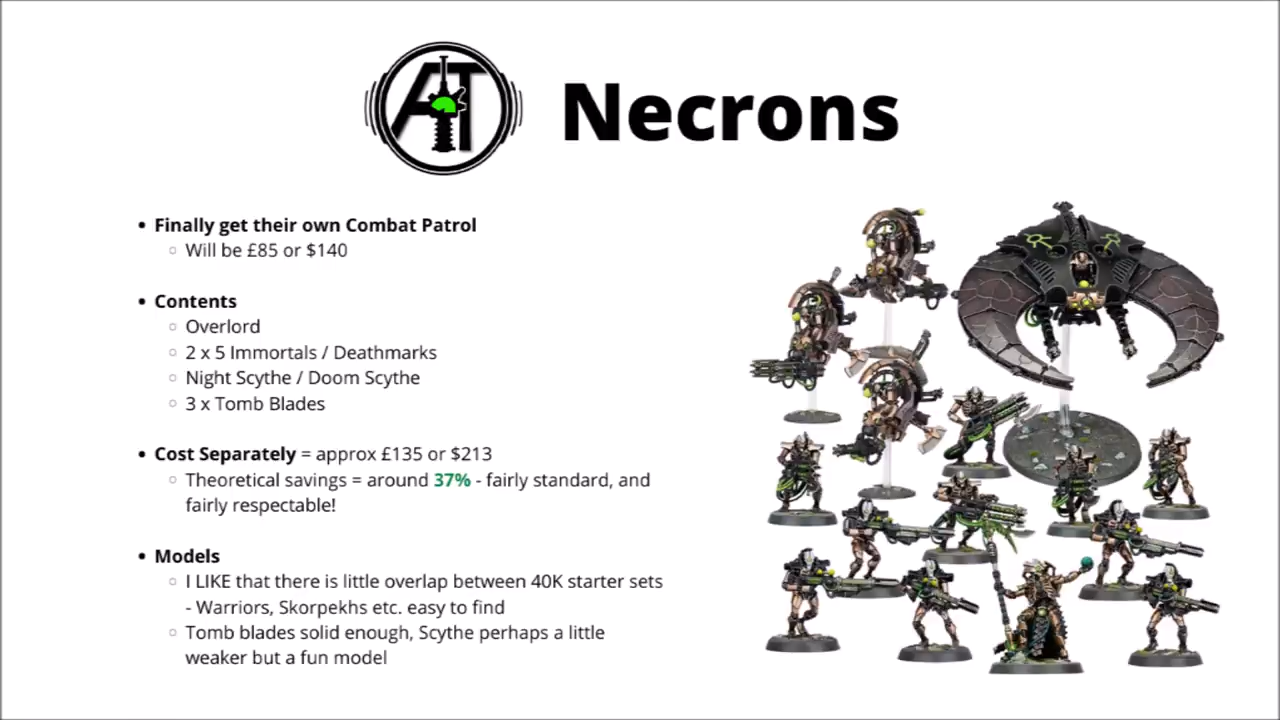 AT
Necrons
• Finally get their own Combat Patrol
○ Will be £85 or $140
• Contents
○ Overlord
○ 2 x 5 Immortals / Deathmarks
○ Night Scythe / Doom Scythe
○ 3 x Tomb Blades
• Cost Separately = approx £135 or $213
○ Theoretical savings = around 37% - fairly standard, and
fairly respectable!
• Models
○ I LIKE that there is little overlap between 40K starter sets
- Warriors, Skorpekhs etc. easy to find
○ Tomb blades solid enough, Scythe perhaps a little
weaker but a fun model